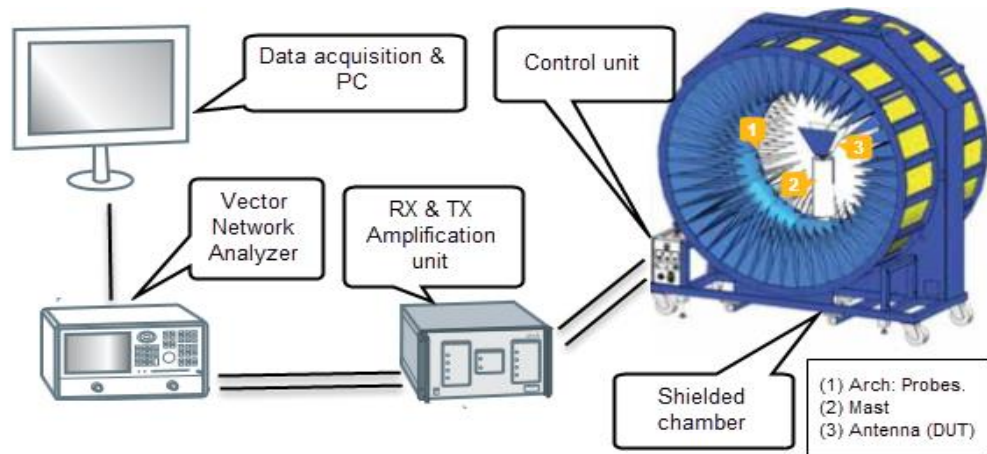 Data acquisition &
PC
Control unit
Vector
Network
Analyzer
RX & TX
Amplification
unit
1
2
3
Shielded
chamber
(1) Arch: Probes.
(2) Mast
(3) Antenna (DUT)